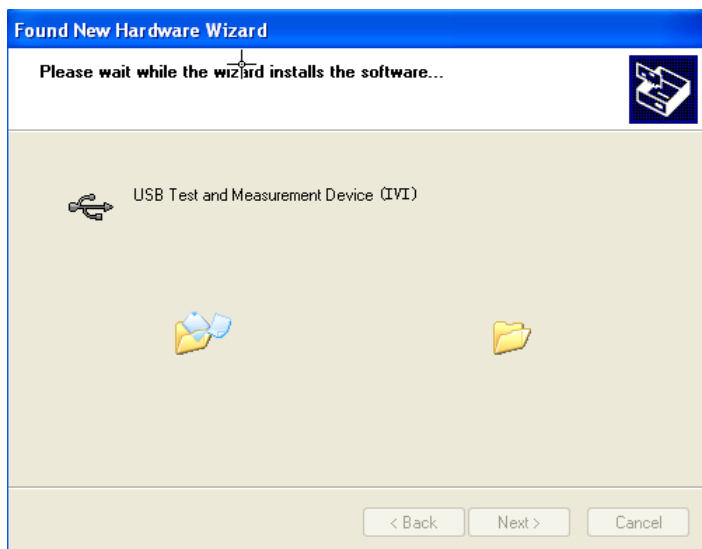 Found New Hardware Wizard
Please wait while the wizard installs the software...
USB Test and Measurement Device (IVI)
< Back
Next >
Cancel